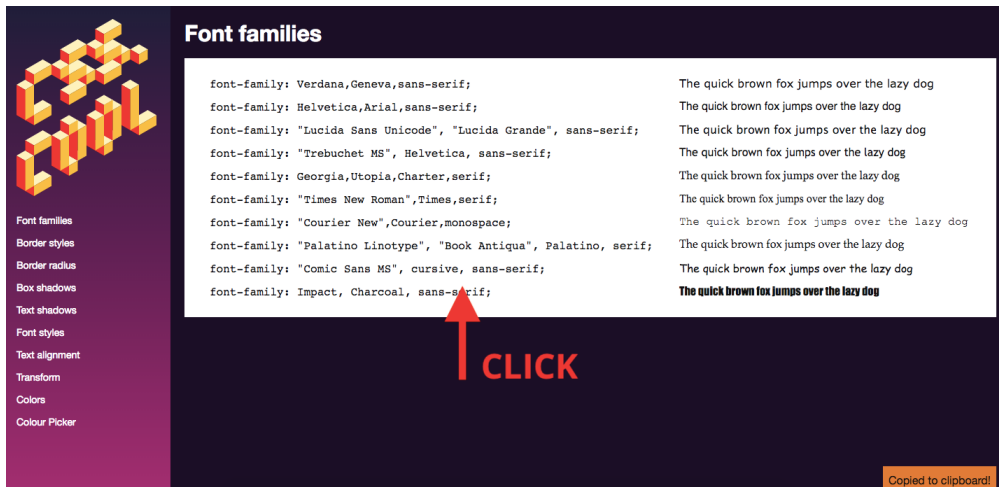 Font families
font-family: Verdana,Geneva,sans-serif; The quick brown fox jumps over the lazy dog
font-family: Helvetica,Arial,sans-serif; The quick brown fox jumps over the lazy dog
font-family: "Lucida Sans Unicode", "Lucida Grande", sans-serif; The quick brown fox jumps over the lazy dog
font-family: "Trebuchet MS", Helvetica, sans-serif; The quick brown fox jumps over the lazy dog
font-family: Georgia,Utopia,Charter,serif; The quick brown fox jumps over the lazy dog
font-family: "Times New Roman",Times,serif; The quick brown fox jumps over the lazy dog
font-family: "Courier New",Courier,monospace; The quick brown fox jumps over the lazy dog
font-family: "Palatino Linotype", "Book Antiqua", Palatino, serif; The quick brown fox jumps over the lazy dog
font-family: "Comic Sans MS", cursive, sans-serif; The quick brown fox jumps over the lazy dog
font-family: Impact, Charcoal, sans-serif; The quick brown fox jumps over the lazy dog
CLICK
CSS
COOL
Font families
Border styles
Border radius
Box shadows
Text shadows
Font styles
Text alignment
Transform
Colors
Colour Picker
Copied to clipboard!